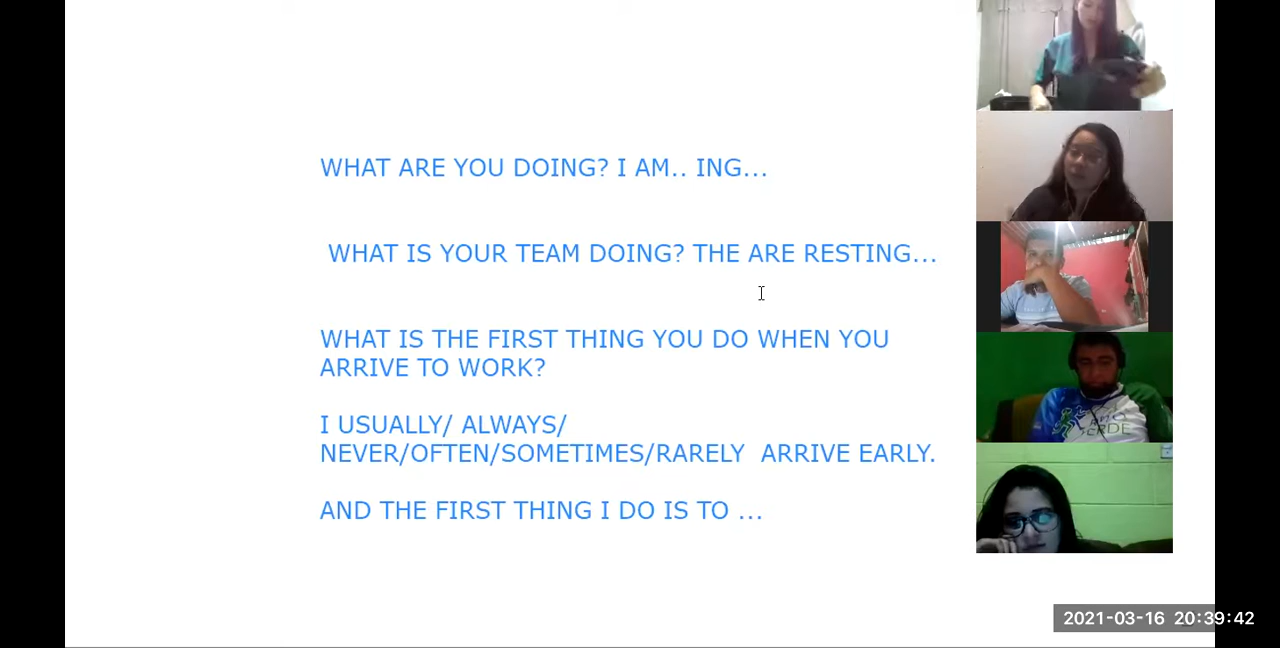 WHAT ARE YOU DOING? I AM.. ING...
WHAT IS YOUR TEAM DOING? THE ARE RESTING...
WHAT IS THE FIRST THING YOU DO WHEN YOU
ARRIVE TO WORK?
I USUALLY/ ALWAYS/
NEVER/OFTEN/SOMETIMES/RARELY  ARRIVE EARLY.
AND THE FIRST THING I DO IS TO ...
2021-03-16 20:39:42